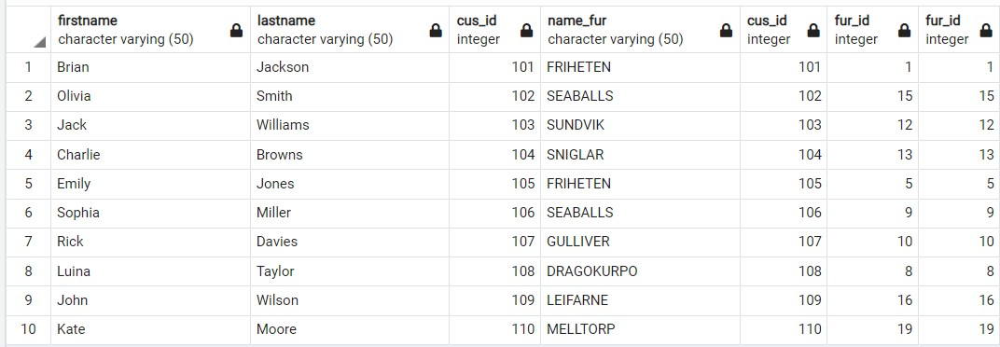 firstname lastname cus_id name_fur cus_id fur_id fur_id
character varying (50) character varying (50) integer character varying (50) integer integer integer
1 Brian Jackson 101 FRIHETEN 101 1 1
2 Olivia Smith 102 SEABALLS 102 15 15
3 Jack Williams 103 SUNDVIK 103 12 12
4 Charlie Browns 104 SNIGLAR 104 13 13
5 Emily Jones 105 FRIHETEN 105 5 5
6 Sophia Miller 106 SEABALLS 106 9 9
7 Rick Davies 107 GULLIVER 107 10 10
8 Luina Taylor 108 DRAGOKURPO 108 8 8
9 John Wilson 109 LEIFARNE 109 16 16
10 Kate Moore 110 MELLTORP 110 19 19